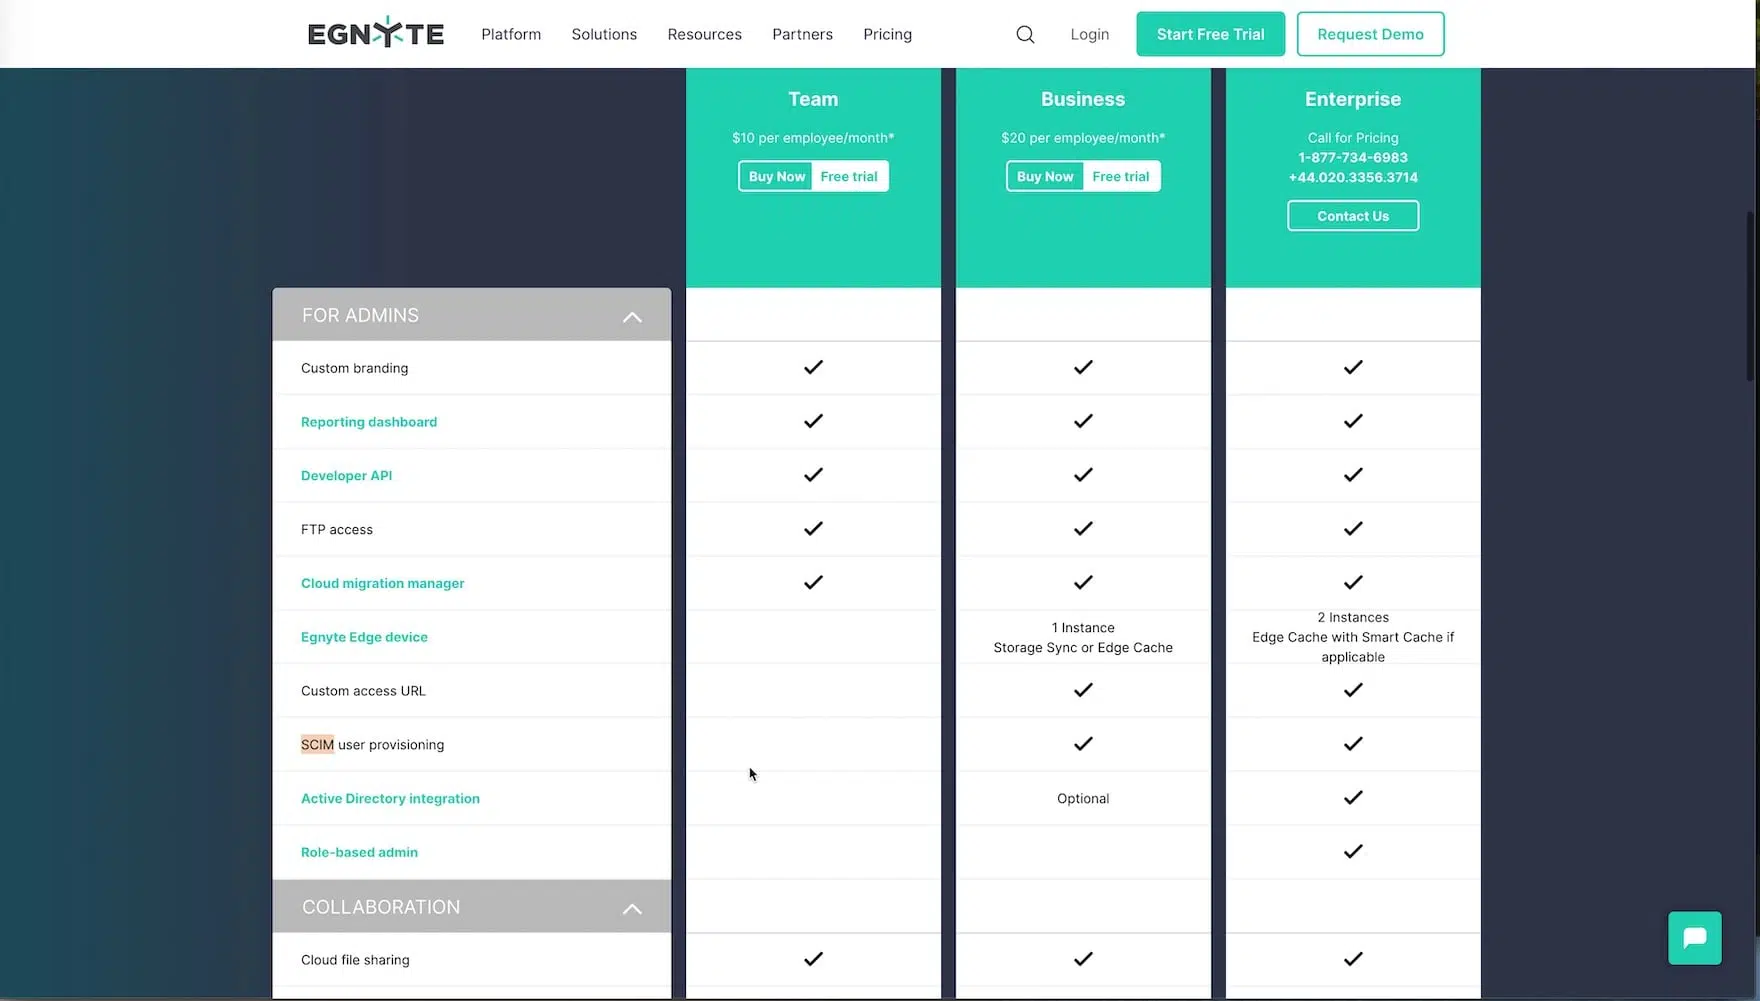 EGNYTE
Platform
Solutions
Resources
Partners
Pricing
Login
Start Free Trial
Request Demo
Team
$10 per employee/month*
Buy Now
Free trial
Business
$20 per employee/month*
Buy Now
Free trial
Enterprise
Call for Pricing
1-877-734-6983
+44.020.3356.3714
Contact Us
FOR ADMINS
Custom branding
Reporting dashboard
Developer API
FTP access
Cloud migration manager
Egnyte Edge device
1 Instance
Storage Sync or Edge Cache
2 Instances
Edge Cache with Smart Cache if
applicable
Custom access URL
SCIM user provisioning
Active Directory integration
Optional
Role-based admin
COLLABORATION
Cloud file sharing